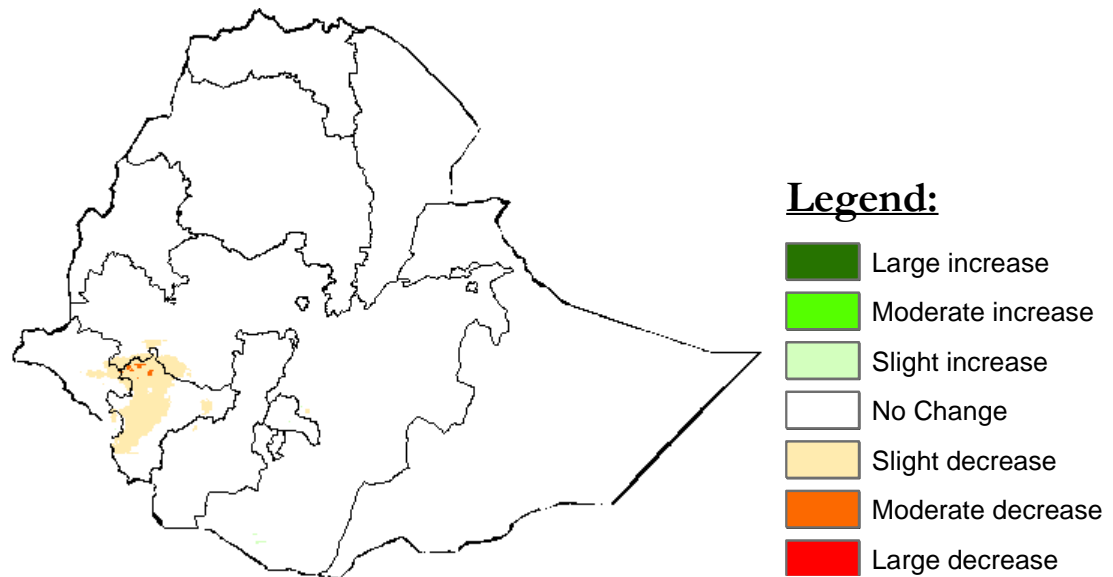 Legend:
Large increase
Moderate increase
Slight increase
No Change
Slight decrease
Moderate decrease
Large decrease